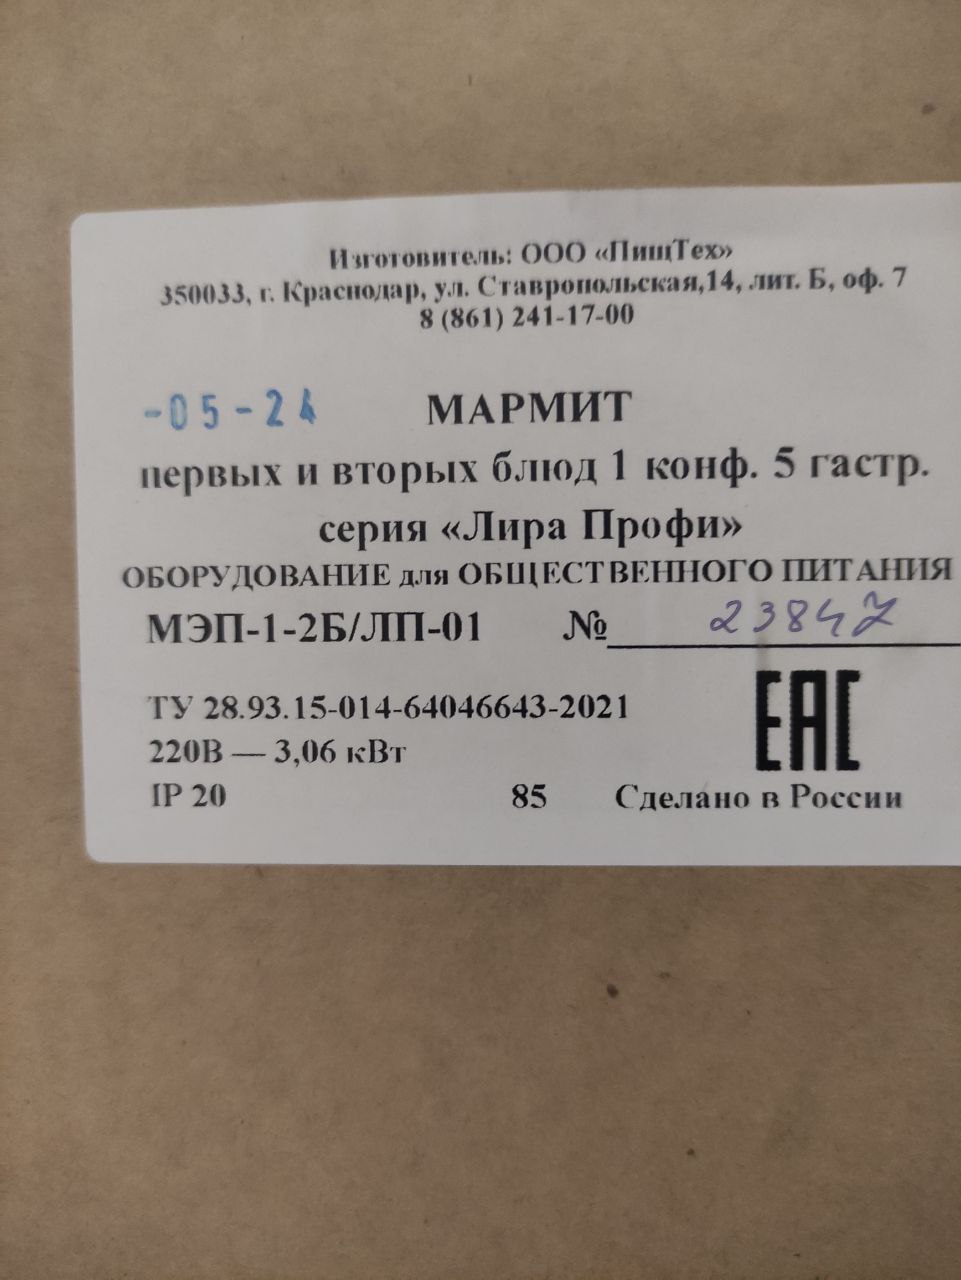 Изготовитель: ООО «ПищТех»
350033, г. Краснодар, ул. Ставропольская,14, лит. Б, оф. 7
8 (861) 241-17-00
-05-24 МАРМИТ
первых и вторых блюд 1 конф. 5 гастр.
серия «Лира Профи»
ОБОРУДОВАНИЕ для ОБЩЕСТВЕННОГО ПИТАНИЯ
МЭП-1-2Б/ЛП-01 № 23847
ТУ 28.93.15-014-64046643-2021
220В — 3,06 кВт
EAC
IP 20 85 Сделано в России